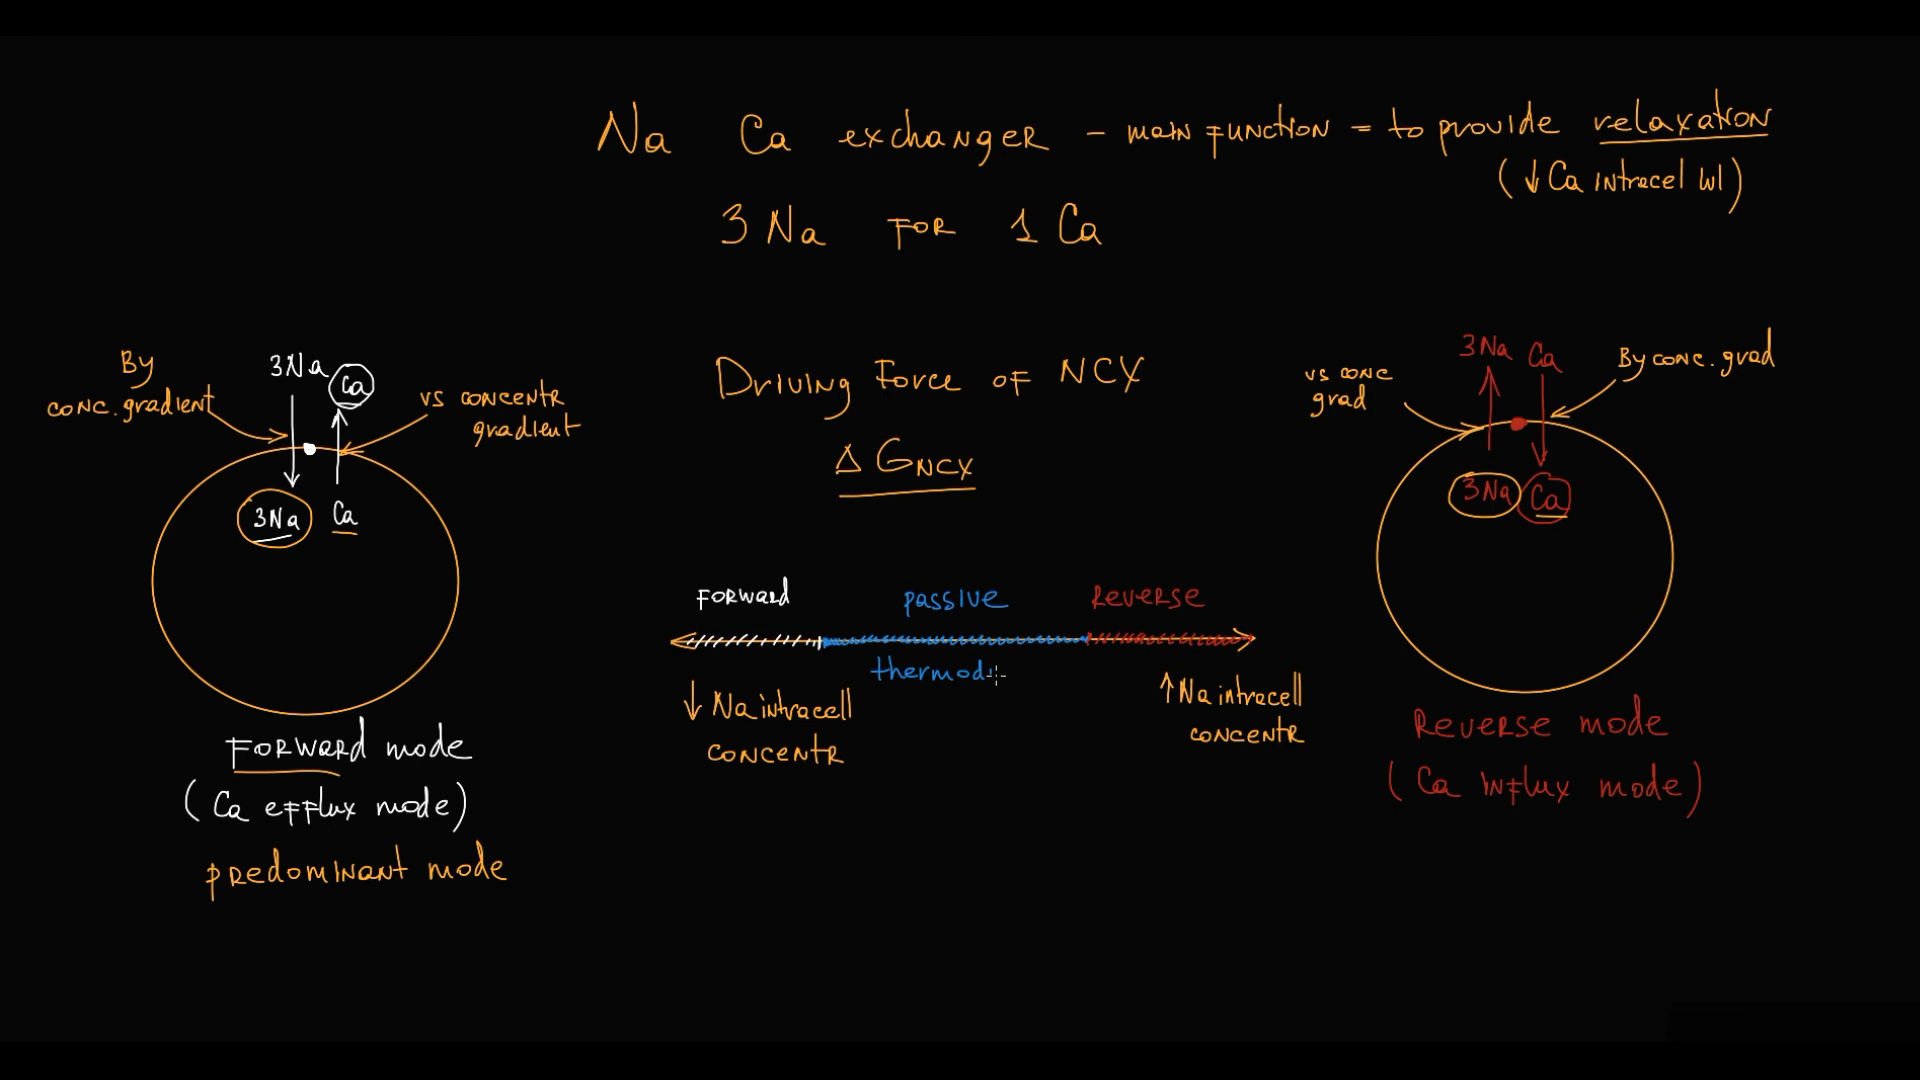 Na Ca exchanger - main function = to provide relaxation
(↓ Ca intracel lvl)
3 Na for 1 Ca
By
conc. gradient
3Na Ca
vs concentr
gradient
3Na Ca
Forward mode
(Ca efflux mode)
predominant mode
Driving Force of NCX
Δ GNCX
Forward passive Reverse
thermod
↓ Na intracell
concentr
↑ Na intracell
concentr
vs conc
grad
3Na Ca
By conc. grad
3Na Ca
Reverse mode
(Ca influx mode)